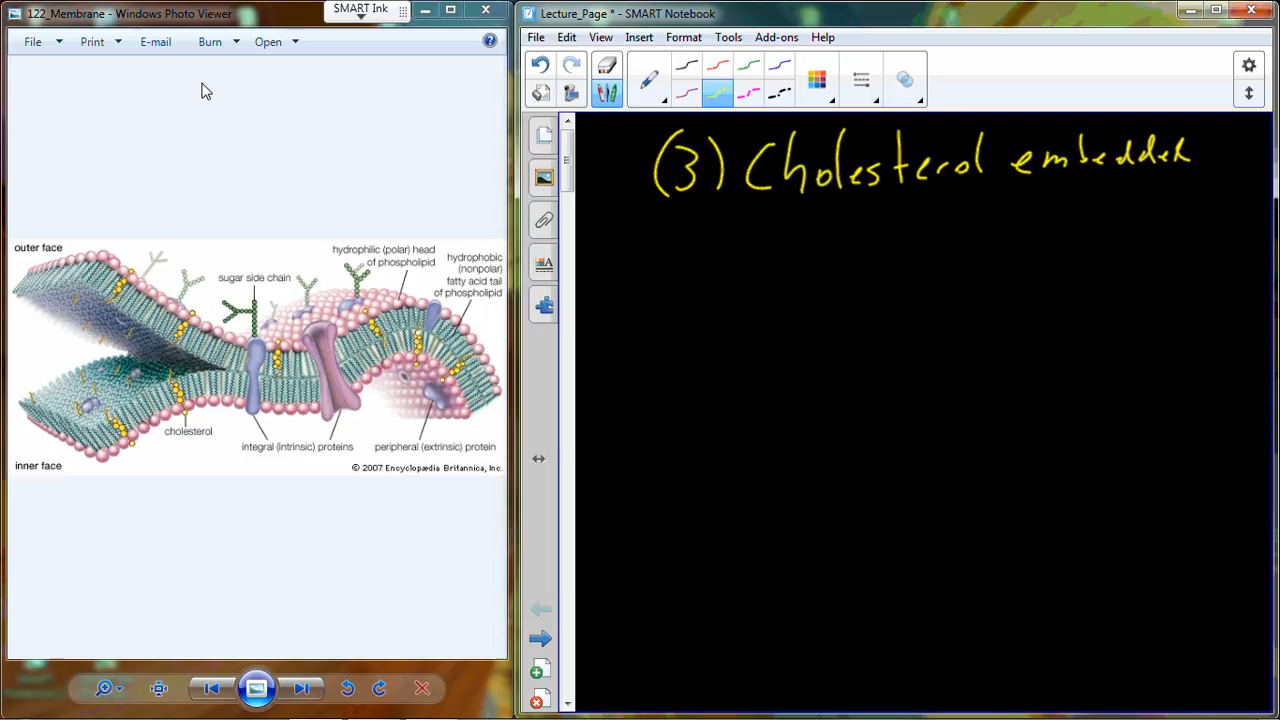 122_Membrane - Windows Photo Viewer
SMART Ink
File Print E-mail Burn Open
outer face
sugar side chain
hydrophilic (polar) head
of phospholipid
hydrophobic
(nonpolar)
fatty acid tail
of phospholipid
cholesterol
integral (intrinsic) proteins
peripheral (extrinsic) protein
inner face
© 2007 Encyclopædia Britannica, Inc.
Lecture_Page * - SMART Notebook
File Edit View Insert Format Tools Add-ons Help
(3) Cholesterol embedded